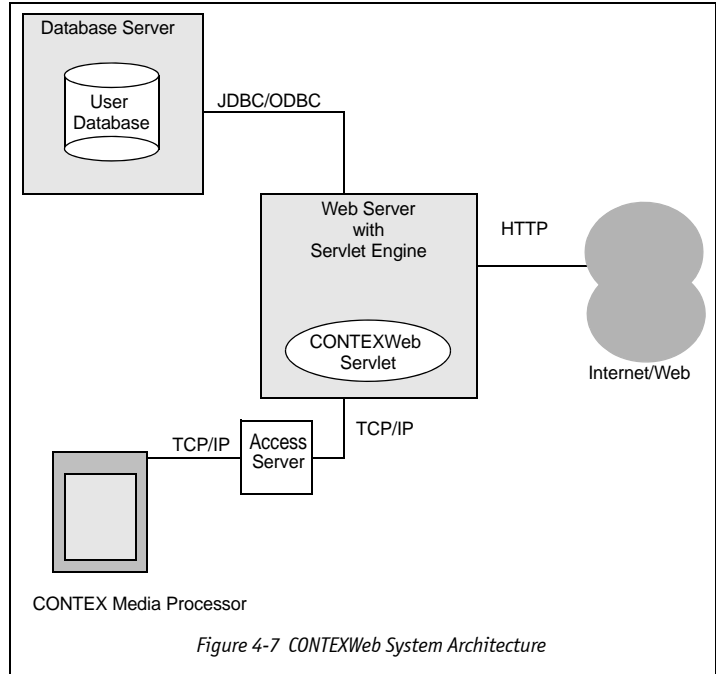 Database Server
User
Database
JDBC/ODBC
Web Server
with
Servlet Engine
HTTP
CONTEXWeb
Servlet
Internet/Web
TCP/IP
Access
Server
TCP/IP
CONTEX Media Processor
Figure 4-7 CONTEXWeb System Architecture